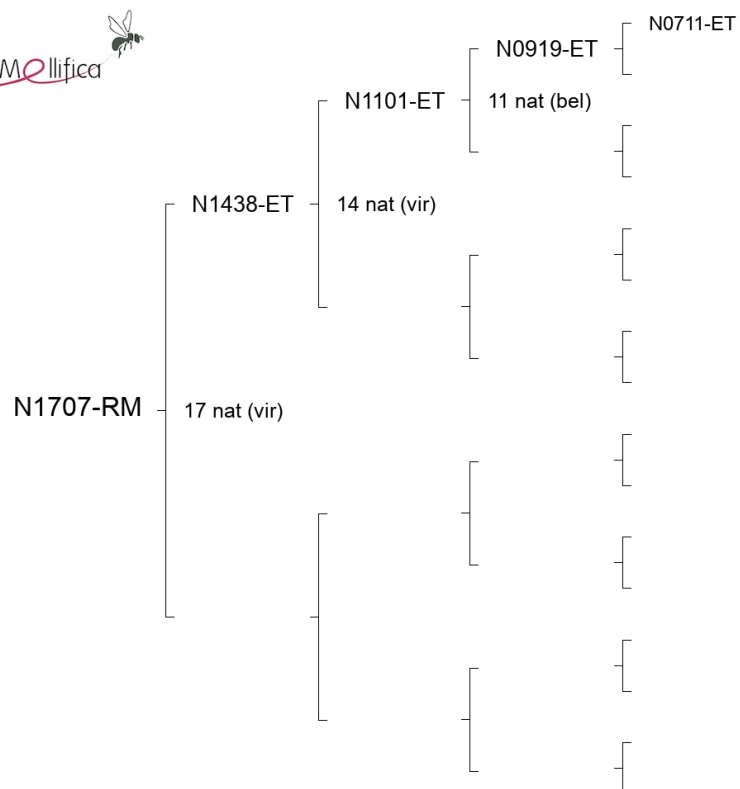 Mellifica
N0711-ET
N0919-ET
N1101-ET
11 nat (bel)
N1438-ET
14 nat (vir)
N1707-RM
17 nat (vir)